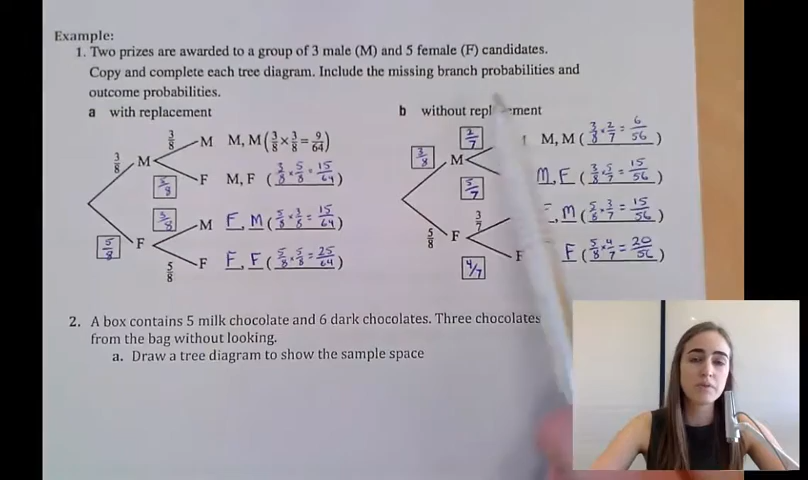 Example:
1. Two prizes are awarded to a group of 3 male (M) and 5 female (F) candidates.
Copy and complete each tree diagram. Include the missing branch probabilities and
outcome probabilities.
a with replacement
3/8
3/8
M
M
M, M (3/8 × 3/8 = 9/64)
5/8
F
M, F (3/8 × 5/8 = 15/64)
5/8
F
3/8
M
F, M (5/8 × 3/8 = 15/64)
5/8
F
F, F (5/8 × 5/8 = 25/64)
b without
3/8
M
2/7
M, M (3/8 × 2/7 = 6/56)
5/7
M, F (3/8 × 5/7 = 15/56)
5/8
F
3/7
M (5/8 × 3/7 = 15/56)
4/7
F
F (5/8 × 4/7 = 20/56)
2. A box contains 5 milk chocolate and 6 dark chocolates. Three chocolates
from the bag without looking.
a. Draw a tree diagram to show the sample space